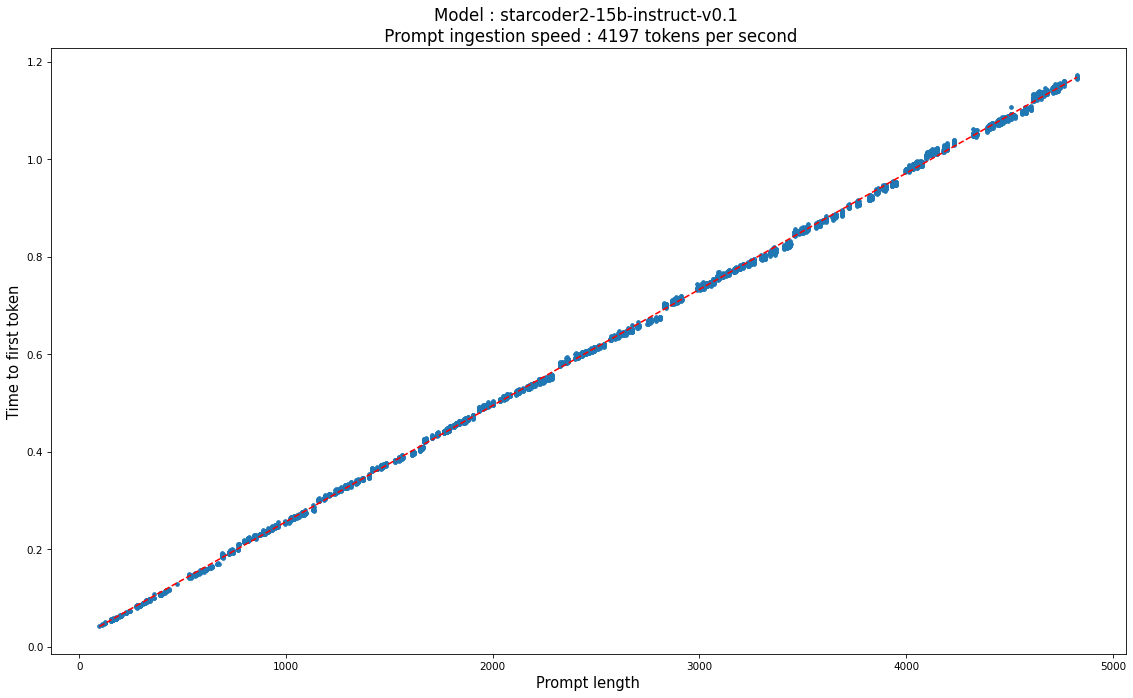 Model : starcoder2-15b-instruct-v0.1
Prompt ingestion speed : 4197 tokens per second
1.2
1.0
0.8
0.6
0.4
0.2
0.0
Time to first token
0 1000 2000 3000 4000 5000
Prompt length